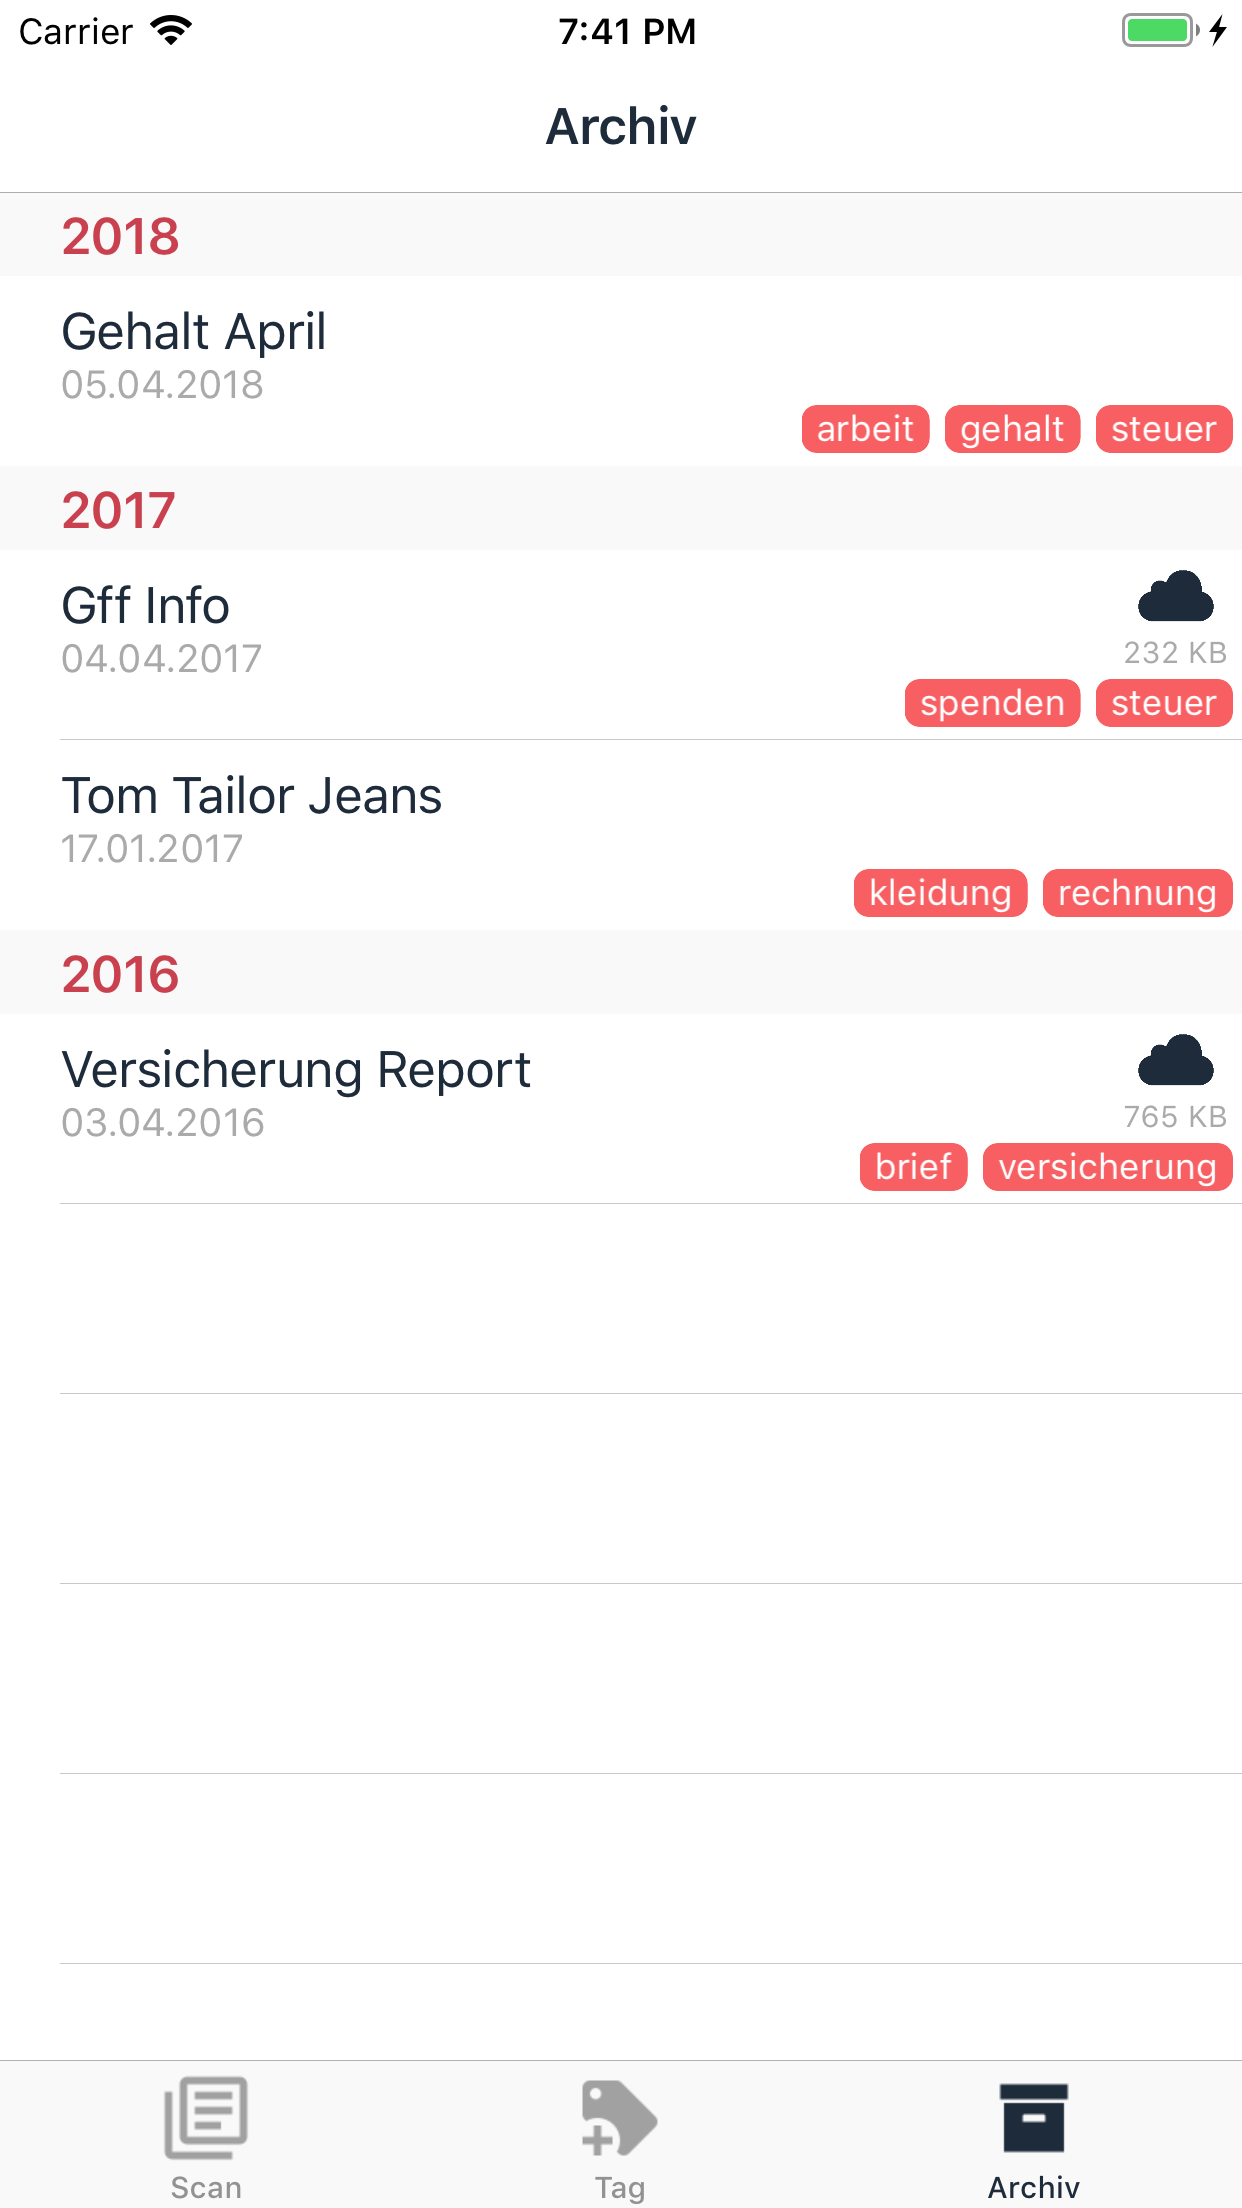 Carrier 7:41 PM
Archiv
2018
Gehalt April
05.04.2018
arbeit gehalt steuer
2017
Gff Info
04.04.2017
232 KB
spenden steuer
Tom Tailor Jeans
17.01.2017
kleidung rechnung
2016
Versicherung Report
03.04.2016
765 KB
brief versicherung
Scan Tag Archiv